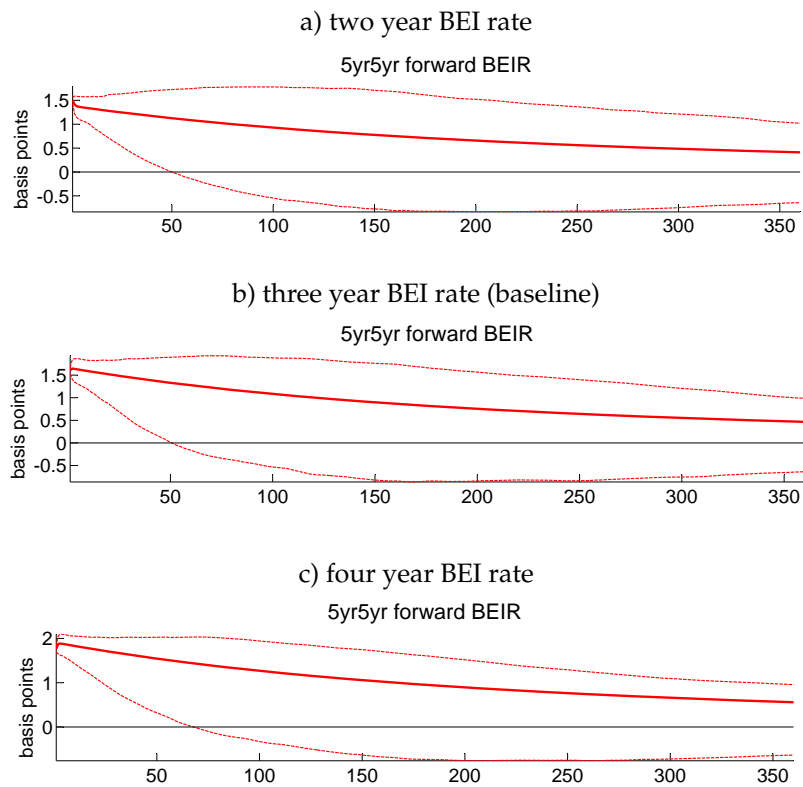 a) two year BEI rate
5yr5yr forward BEIR
basis points
1.5
1
0.5
0
-0.5
50 100 150 200 250 300 350
b) three year BEI rate (baseline)
5yr5yr forward BEIR
basis points
1.5
1
0.5
0
-0.5
50 100 150 200 250 300 350
c) four year BEI rate
5yr5yr forward BEIR
basis points
2
1
0
50 100 150 200 250 300 350